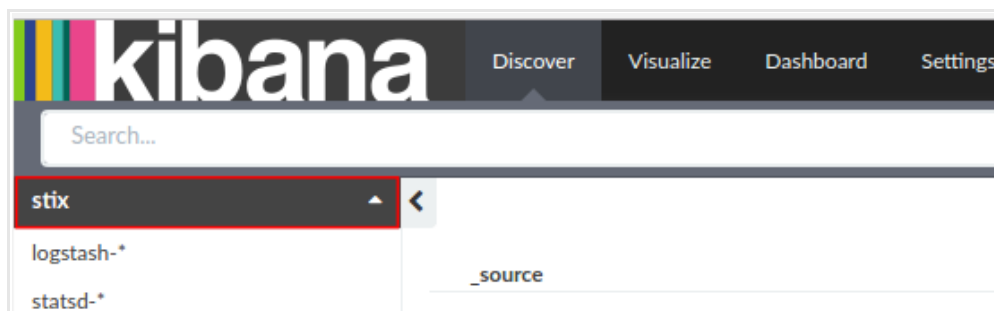 kibana Discover Visualize Dashboard Settings
Search...
stix
logstash-*
_source
statsd-*